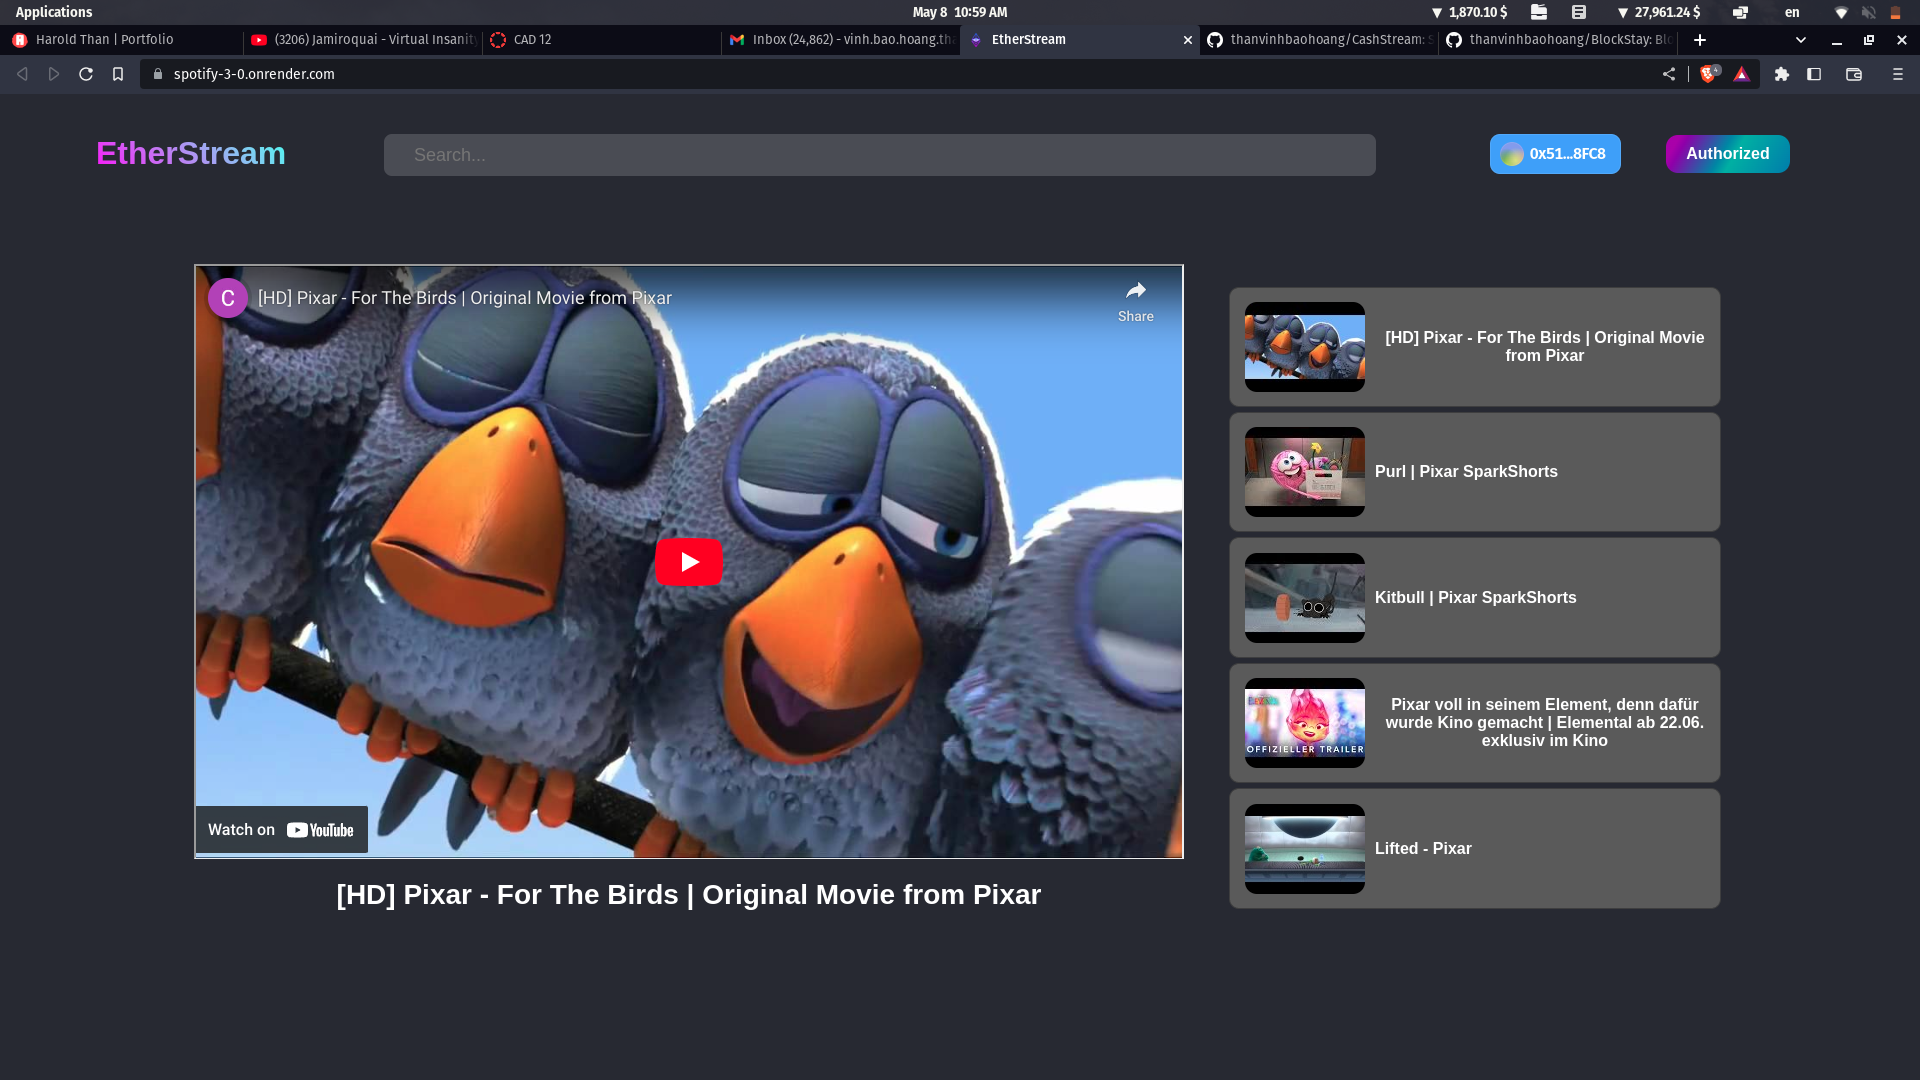 Applications
May 8 10:59 AM
▼ 1,870.10 $
▼ 27,961.24 $
en
Harold Than | Portfolio
(3206) Jamiroquai - Virtual Insanity
CAD 12
Inbox (24,862) - vinh.bao.hoang.tha
EtherStream
thanvinhbaohoang/CashStream: S
thanvinhbaohoang/BlockStay: Blo
spotify-3-0.onrender.com
4
EtherStream
Search...
0x51...8FC8
Authorized
C
[HD] Pixar - For The Birds | Original Movie from Pixar
Share
Watch on YouTube
[HD] Pixar - For The Birds | Original Movie from Pixar
[HD] Pixar - For The Birds | Original Movie
from Pixar
Purl | Pixar SparkShorts
Kitbull | Pixar SparkShorts
OFFIZIELLER TRAILER
Pixar voll in seinem Element, denn dafür
wurde Kino gemacht | Elemental ab 22.06.
exklusiv im Kino
Lifted - Pixar